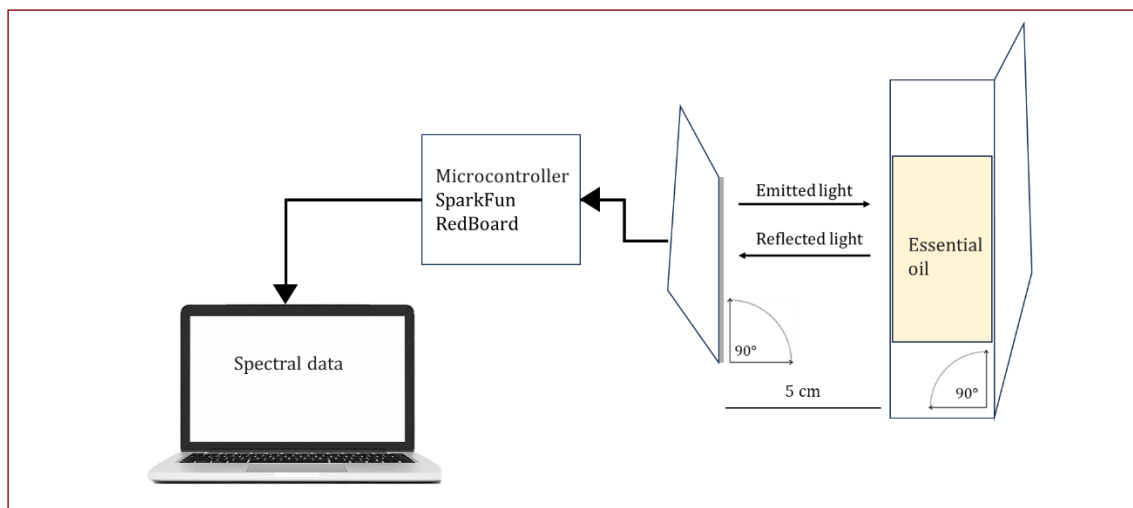 Microcontroller
SparkFun
RedBoard
Emitted light
Reflected light
Essential
oil
90°
5 cm
90°
Spectral data